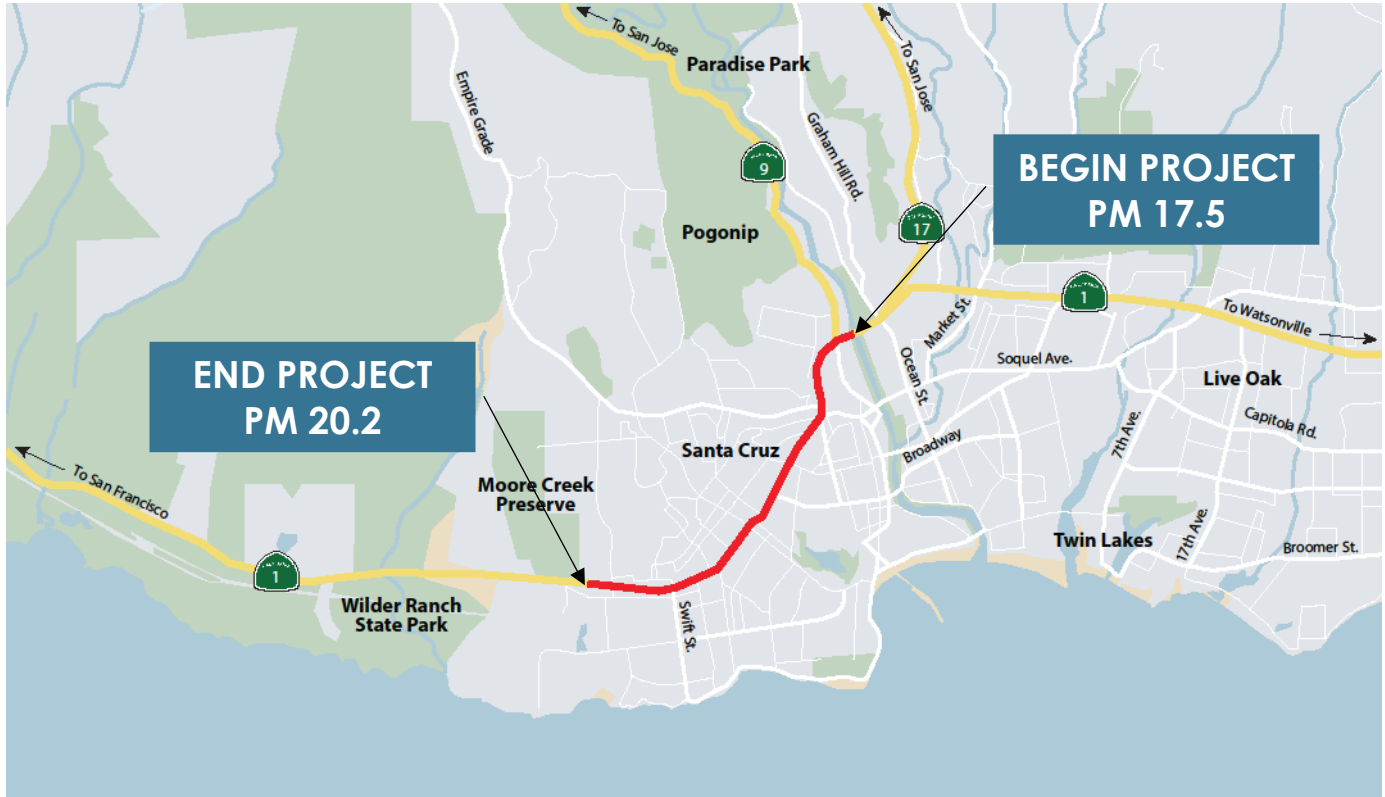 To San Jose
To San Jose
Paradise Park
Empire Grade
Graham Hill Rd.
9
17
BEGIN PROJECT
PM 17.5
Pogonip
1
Market St.
To Watsonville
Ocean St.
Soquel Ave.
Live Oak
END PROJECT
PM 20.2
Capitola Rd.
7th Ave.
Santa Cruz
Broadway
To San Francisco
Moore Creek
Preserve
17th Ave.
Twin Lakes
Broomer St.
1
Wilder Ranch
State Park
Swift St.